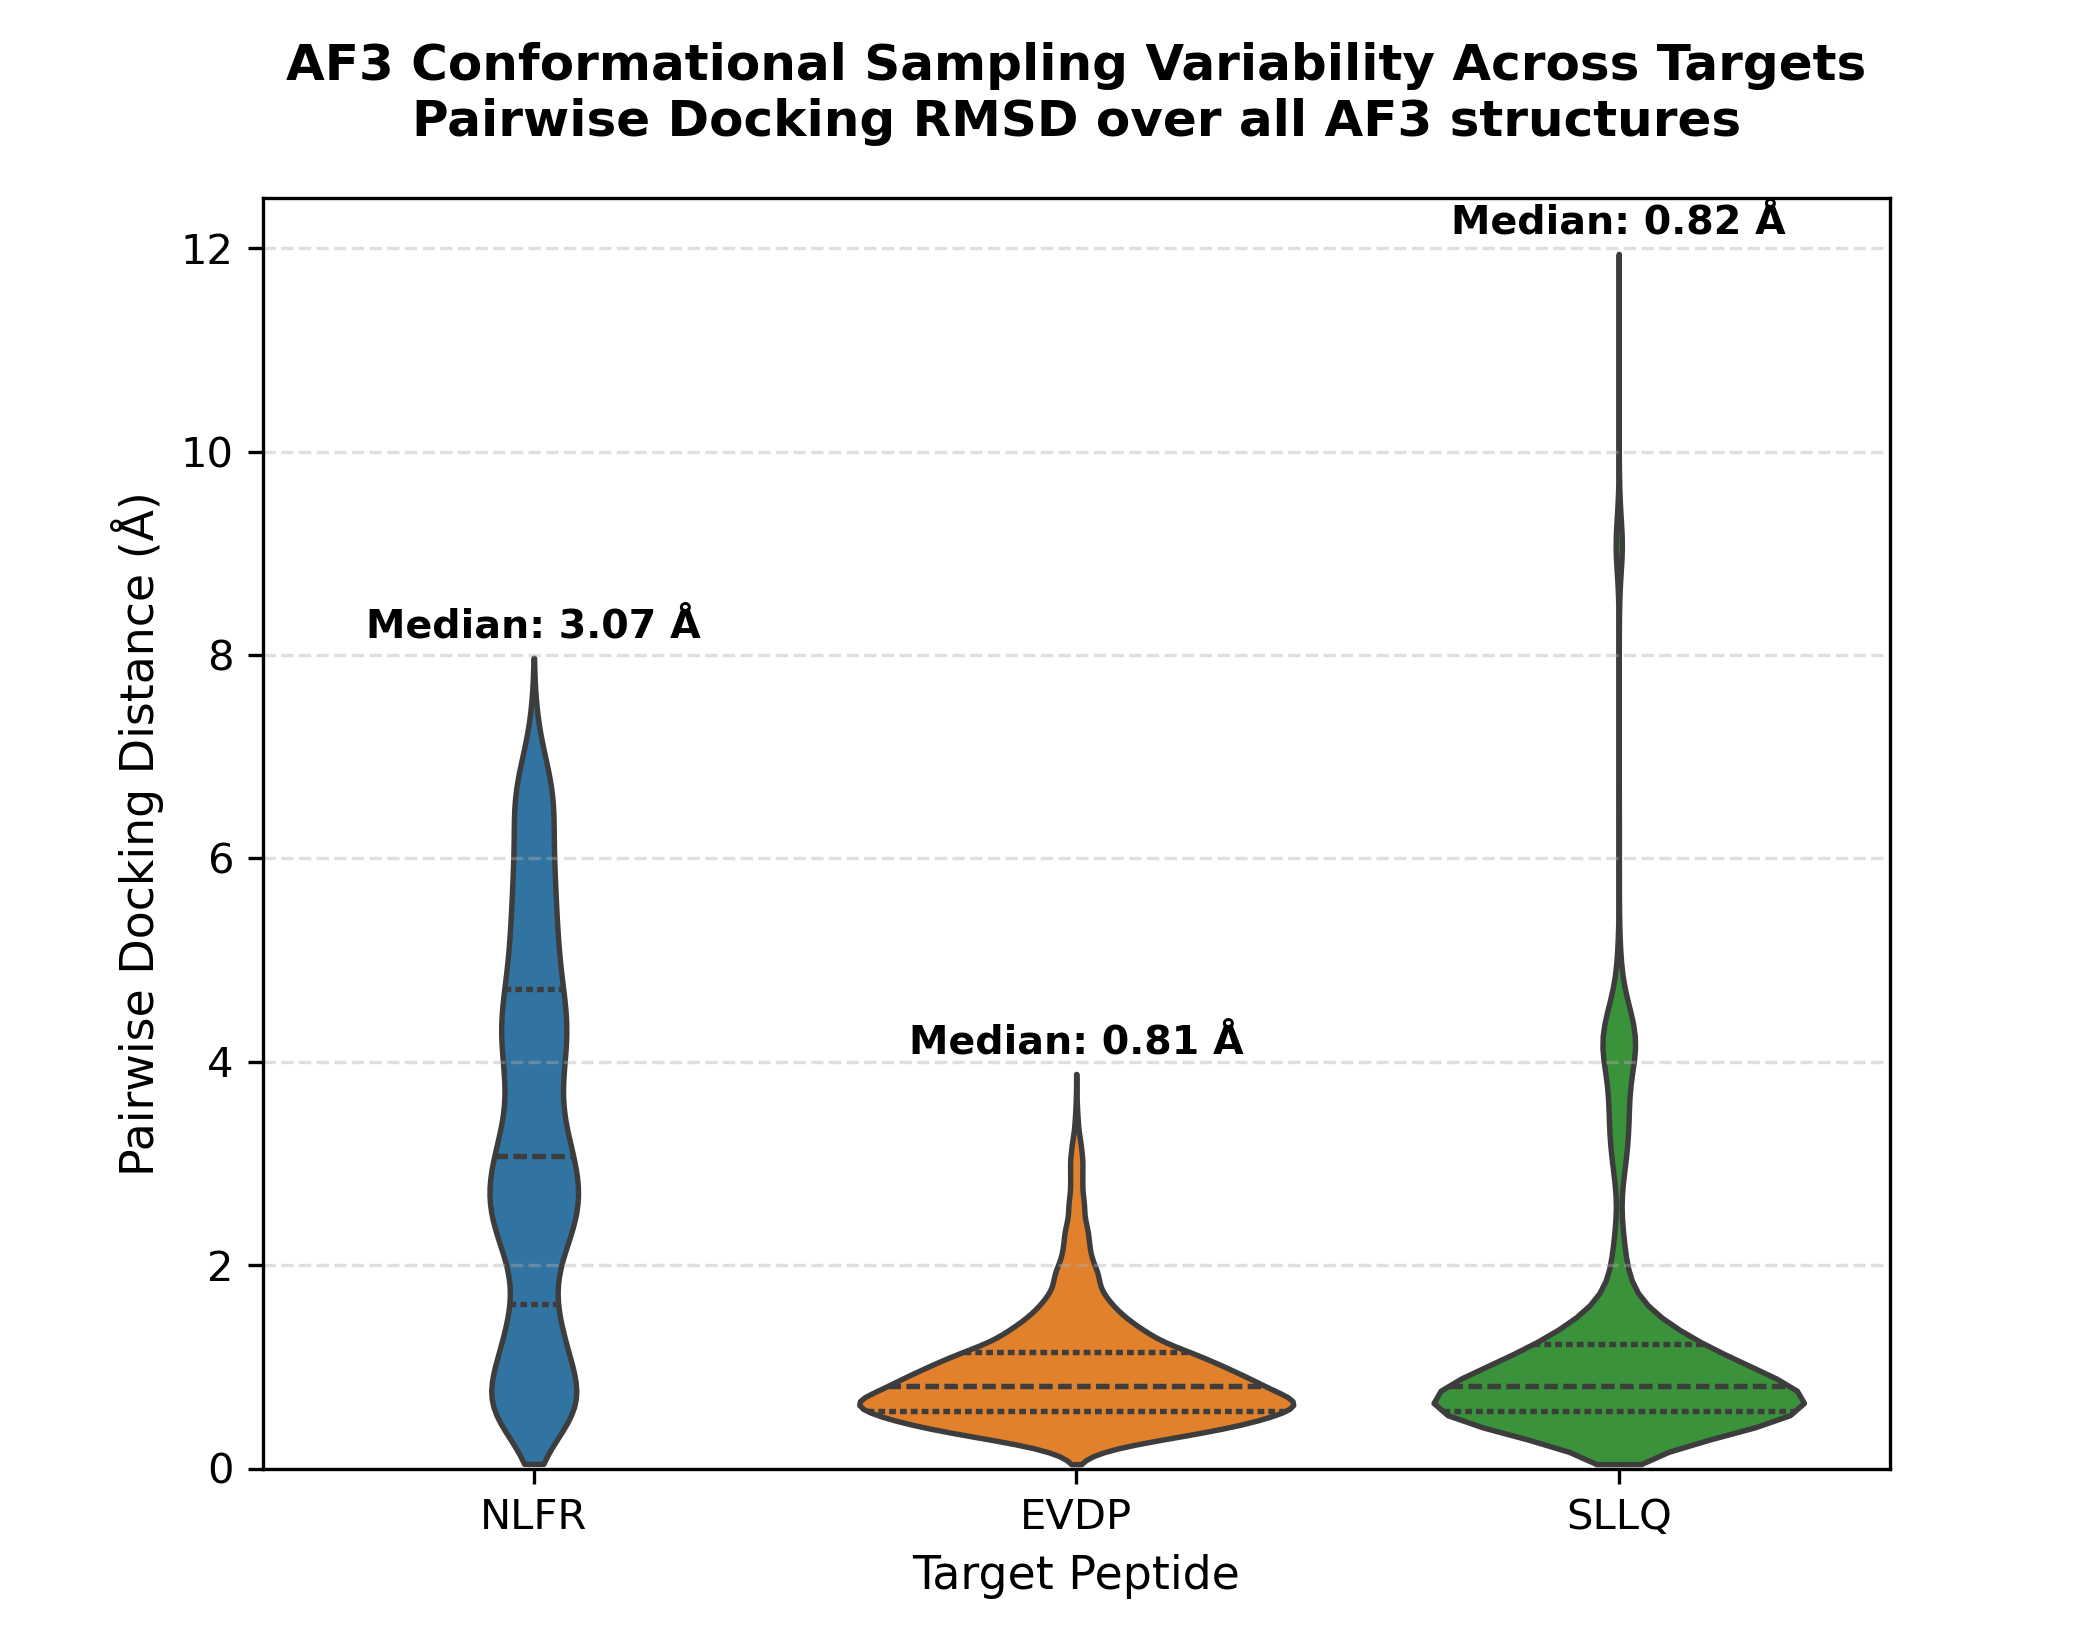 AF3 Conformational Sampling Variability Across Targets
Pairwise Docking RMSD over all AF3 structures
Median: 0.82 Å
12
10
Median: 3.07 Å
8
6
Median: 0.81 Å
4
2
0
Pairwise Docking Distance (Å)
NLFR EVDP SLLQ
Target Peptide